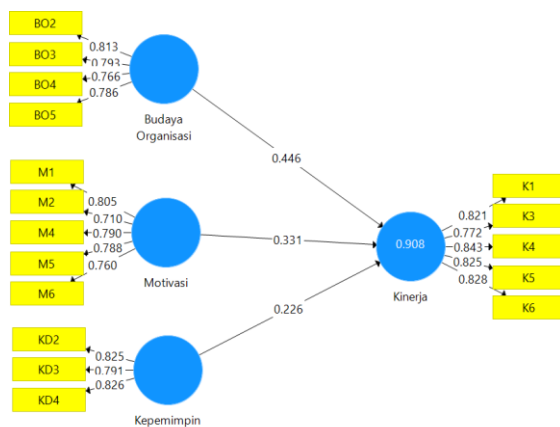 BO2
BO3
BO4
BO5
0.813
0.793
0.766
0.786
Budaya
Organisasi
0.446
M1
M2
M4
M5
M6
0.805
0.710
0.790
0.788
0.760
Motivasi
0.331
KD2
KD3
KD4
0.825
0.791
0.826
Kepemimpin
0.226
0.908
Kinerja
0.821
0.772
0.843
0.825
0.828
K1
K3
K4
K5
K6